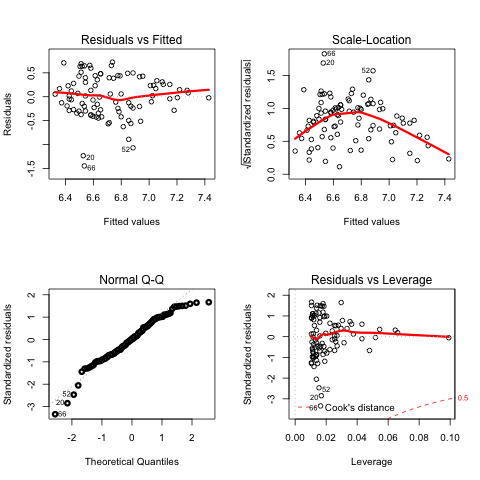 Residuals vs Fitted
Residuals
0.5
0.0
-0.5
-1.5
20
66
52
6.4 6.6 6.8 7.0 7.2 7.4
Fitted values
Scale-Location
√|Standardized residuals|
1.5
1.0
0.5
0.0
66
20
52
6.4 6.6 6.8 7.0 7.2 7.4
Fitted values
Normal Q-Q
Standardized residuals
2
1
0
-1
-2
-3
52
20
66
-2 -1 0 1 2
Theoretical Quantiles
Residuals vs Leverage
Standardized residuals
2
1
0
-1
-2
-3
52
20
66
Cook's distance
0.5
0.00 0.02 0.04 0.06 0.08 0.10
Leverage